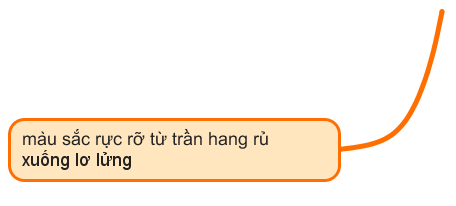 màu sắc rực rỡ từ trần hang rủ
xuống lơ lửng